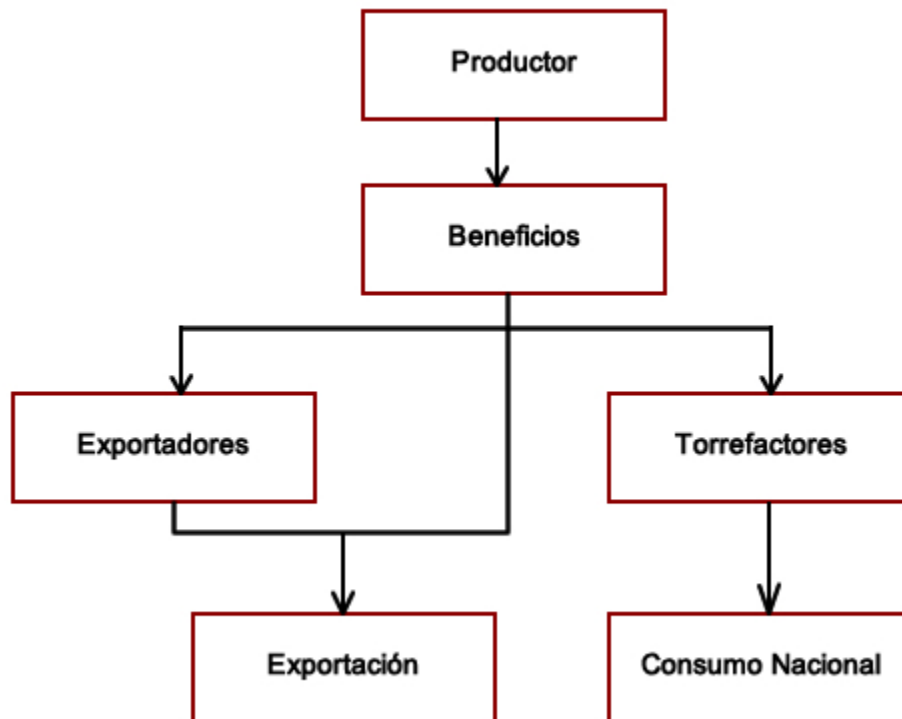 Productor
Beneficios
Exportadores
Torrefactores
Exportación
Consumo Nacional